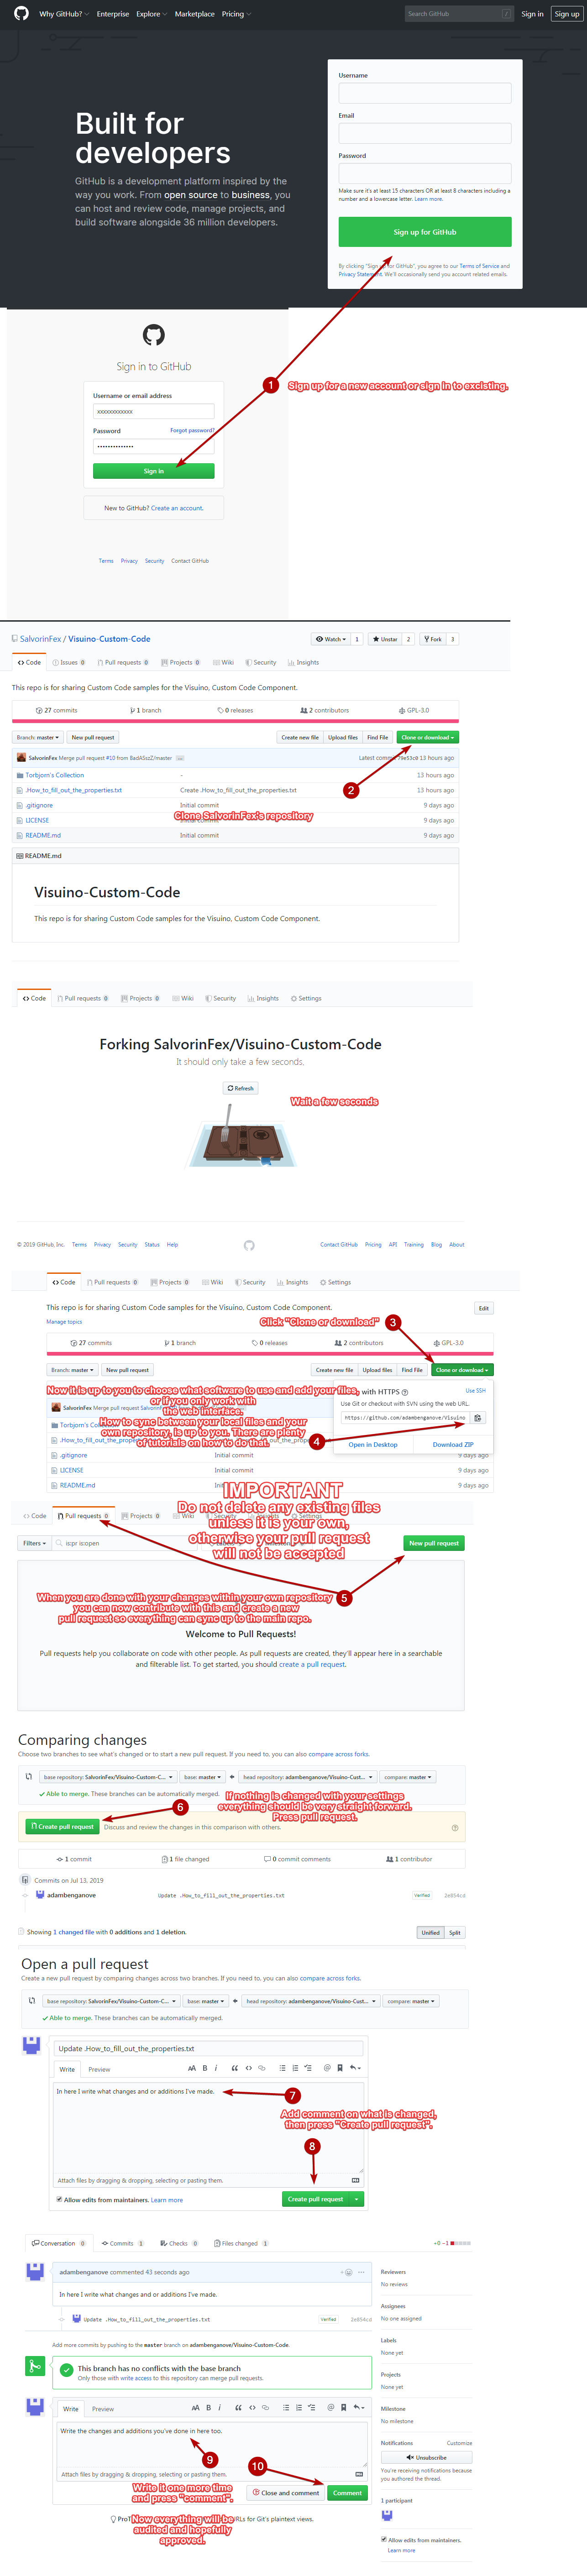 Why GitHub? Enterprise Explore Marketplace Pricing Search GitHub / Sign in Sign up
Built for
developers
GitHub is a development platform inspired by the
way you work. From open source to business, you
can host and review code, manage projects, and
build software alongside 36 million developers.
Username
Email
Password
Make sure it's at least 15 characters OR at least 8 characters including a
number and a lowercase letter. Learn more.
Sign up for GitHub
By clicking "Sign up for GitHub", you agree to our Terms of Service and
Privacy Statement. We'll occasionally send you account related emails.
Sign in to GitHub
1 Sign up for a new account or sign in to excisting.
Username or email address
xxxxxxxxxxxx
Password Forgot password?
Sign in
New to GitHub? Create an account.
Terms Privacy Security Contact GitHub
SalvorinFex / Visuino-Custom-Code Watch 1 Unstar 2 Fork 3
Code Issues 0 Pull requests 0 Projects 0 Wiki Security Insights
This repo is for sharing Custom Code samples for the Visuino, Custom Code Component.
27 commits 1 branch 0 releases 2 contributors GPL-3.0
Branch: master New pull request Create new file Upload files Find File Clone or download
SalvorinFex Merge pull request #10 from BadASszZ/master ... Latest commit 79e53c0 13 hours ago
Torbjorn's Collection - 13 hours ago
2
.How_to_fill_out_the_properties.txt Create .How_to_fill_out_the_properties.txt 13 hours ago
.gitignore Initial commit 9 days ago
Clone SalvorinFex's repository
LICENSE Initial commit 9 days ago
README.md Initial commit 9 days ago
README.md
Visuino-Custom-Code
This repo is for sharing Custom Code samples for the Visuino, Custom Code Component.
Code Pull requests 0 Projects 0 Wiki Security Insights Settings
Forking SalvorinFex/Visuino-Custom-Code
It should only take a few seconds.
Refresh
Wait a few seconds
© 2019 GitHub, Inc. Terms Privacy Security Status Help Contact GitHub Pricing API Training Blog About
Code Pull requests 0 Projects 0 Wiki Security Insights Settings
This repo is for sharing Custom Code samples for the Visuino, Custom Code Component. Edit
Manage topics
Click "Clone or download" 3
27 commits 1 branch 0 releases 2 contributors GPL-3.0
Branch: master New pull request Create new file Upload files Find File Clone or download
Now it is up to you to choose what software to use and add your files,
or if you only work with
the web interface.
How to sync between your local files and your
own repository, is up to you. There are plenty
of tutorials on how to do that.
with HTTPS Use SSH
Use Git or checkout with SVN using the web URL.
https://github.com/adambenganove/Visuino
4
Open in Desktop Download ZIP
SalvorinFex Merge pull request
Torbjorn's
.How_to_fill_out_the_properties.txt
.gitignore Initial commit 9 days ago
LICENSE Initial commit 9 days ago
README.md 9 days ago
IMPORTANT
Do not delete any existing files
unless it is your own,
otherwise your pull request
will not be accepted
Code Pull requests 0 Projects 0 Wiki Security Insights Settings
Filters is:pr is:open New pull request
5
When you are done with your changes within your own repository
you can now contribute with this and create a new
pull request so everything can sync up to the main repo.
Welcome to Pull Requests!
Pull requests help you collaborate on code with other people. As pull requests are created, they'll appear here in a searchable
and filterable list. To get started, you should create a pull request.
Comparing changes
Choose two branches to see what's changed or to start a new pull request. If you need to, you can also compare across forks.
base repository: SalvorinFex/Visuino-Custom-C... base: master head repository: adambenganove/Visuino-Cust... compare: master
Able to merge. These branches can be automatically merged.
6 If nothing is changed with your settings
everything should be very straigh forward.
Press pull request.
Create pull request Discuss and review the changes in this comparison with others.
1 commit 1 file changed 0 commit comments 1 contributor
Commits on Jul 13, 2019
adambenganove Update .How_to_fill_out_the_properties.txt Verified 2e854cd
Showing 1 changed file with 0 additions and 1 deletion. Unified Split
Open a pull request
Create a new pull request by comparing changes across two branches. If you need to, you can also compare across forks.
base repository: SalvorinFex/Visuino-Custom-C... base: master head repository: adambenganove/Visuino-Cust... compare: master
Able to merge. These branches can be automatically merged.
Update .How_to_fill_out_the_properties.txt
Write Preview
In here I write what changes and or additions I've made.
7
Add comment on what is changed,
then press "Create pull request".
8
Attach files by dragging & dropping, selecting or pasting them.
Allow edits from maintainers. Learn more Create pull request
Conversation 0 Commits 1 Checks 0 Files changed 1 +0 −1
adambenganove commented 43 seconds ago
In here I write what changes and or additions I've made.
Update .How_to_fill_out_the_properties.txt Verified 2e854cd
Add more commits by pushing to the master branch on adambenganove/Visuino-Custom-Code.
This branch has no conflicts with the base branch
Only those with write access to this repository can merge pull requests.
Write Preview
Write the changes and additions you've done in here too.
9
10
Attach files by dragging & dropping, selecting or pasting them.
Close and comment Comment
Write it one more time
and press "comment".
Now everything will be
audited and hopefully
approved.
URLs for Git's plaintext views.
Reviewers
No reviews
Assignees
No one assigned
Labels
None yet
Projects
None yet
Milestone
No milestone
Notifications Customize
Unsubscribe
You're receiving notifications because
you authored the thread.
1 participant
Allow edits from maintainers.
Learn more